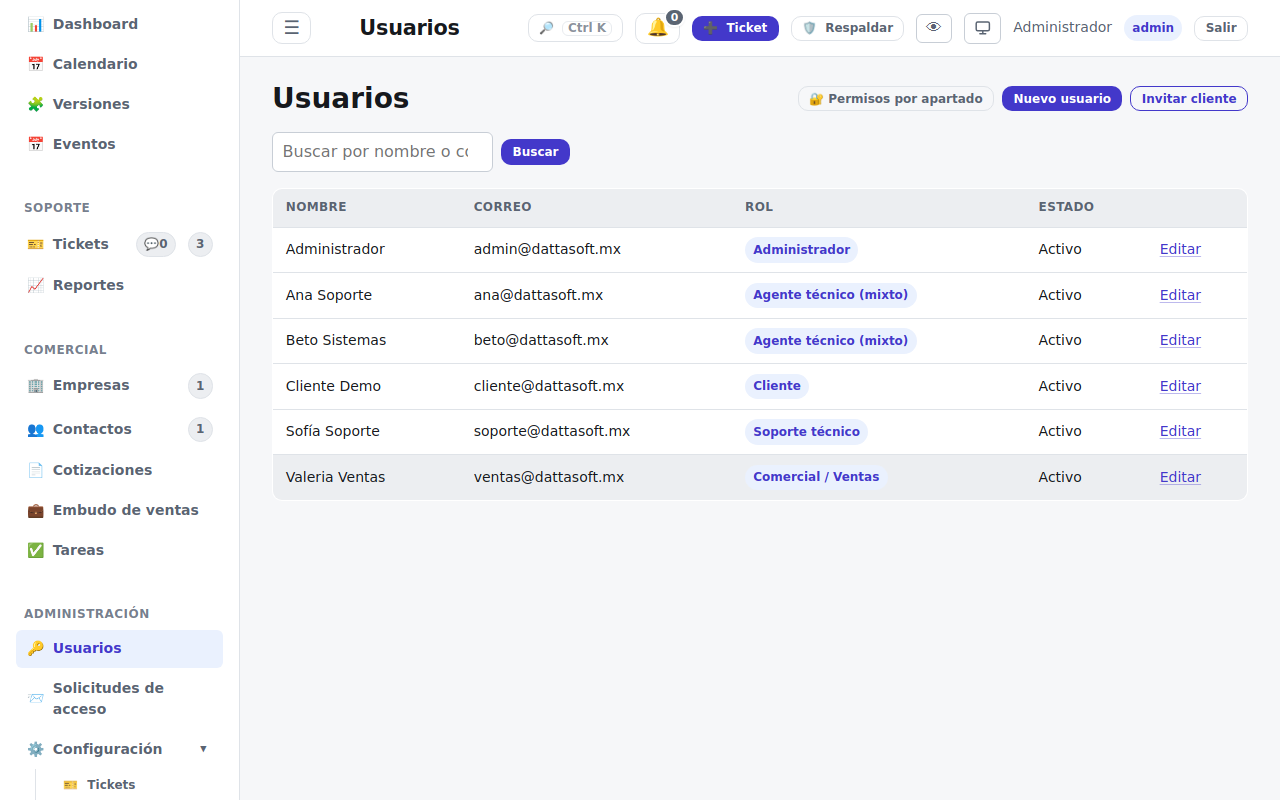 Dashboard
Calendario
Versiones
Eventos
SOPORTE
Tickets 0 3
Reportes
COMERCIAL
Empresas 1
Contactos 1
Cotizaciones
Embudo de ventas
Tareas
ADMINISTRACIÓN
Usuarios
Solicitudes de
acceso
Configuración
Tickets
Usuarios Ctrl K 0 Ticket Respaldar Administrador admin Salir
Usuarios Permisos por apartado Nuevo usuario Invitar cliente
Buscar por nombre o co Buscar
NOMBRE CORREO ROL ESTADO
Administrador admin@dattasoft.mx Administrador Activo Editar
Ana Soporte ana@dattasoft.mx Agente técnico (mixto) Activo Editar
Beto Sistemas beto@dattasoft.mx Agente técnico (mixto) Activo Editar
Cliente Demo cliente@dattasoft.mx Cliente Activo Editar
Sofía Soporte soporte@dattasoft.mx Soporte técnico Activo Editar
Valeria Ventas ventas@dattasoft.mx Comercial / Ventas Activo Editar